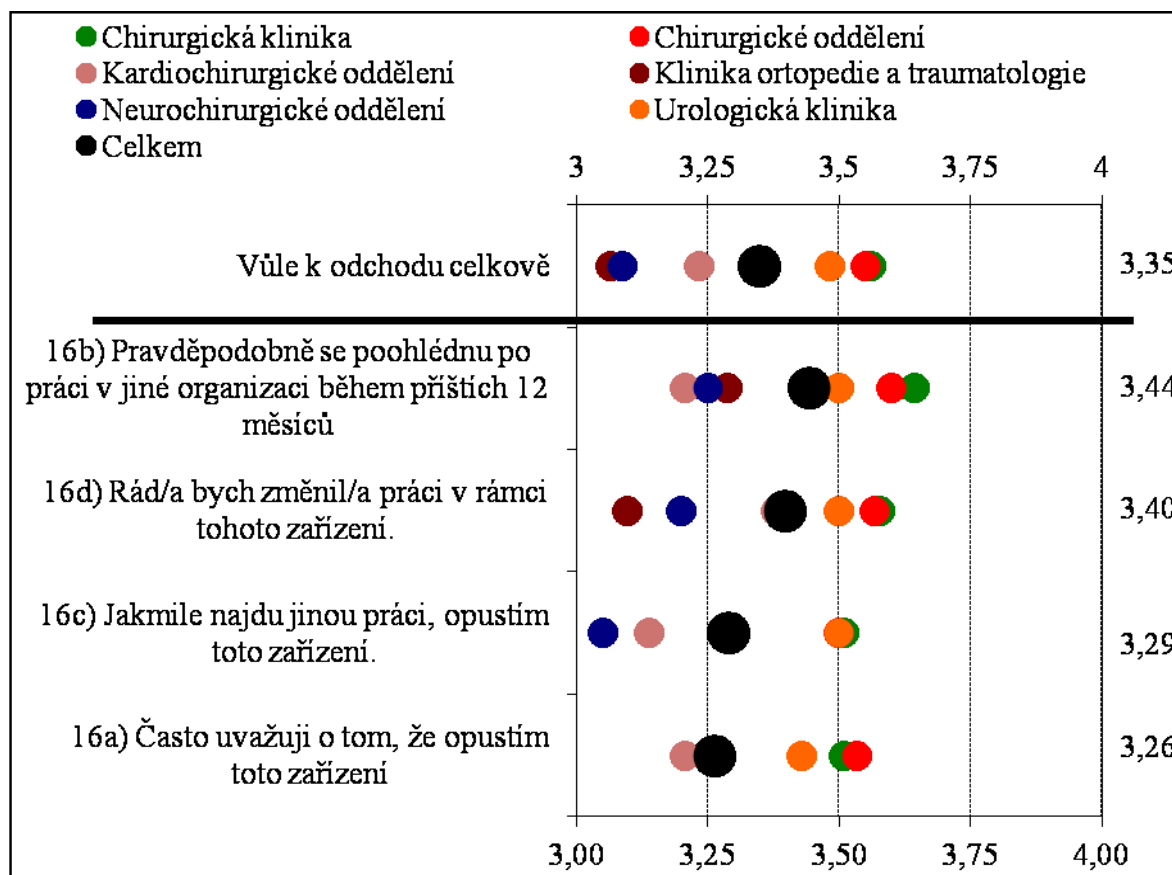 Chirurgická klinika
Chirurgické oddělení
Kardiochirurgické oddělení
Klinika ortopedie a traumatologie
Neurochirurgické oddělení
Urologická klinika
Celkem
3 3,25 3,5 3,75 4
Vůle k odchodu celkově
3,35
16b) Pravděpodobně se poohlédnu po
práci v jiné organizaci během příštích 12
měsíců
3,44
16d) Rád/a bych změnil/a práci v rámci
tohoto zařízení.
3,40
16c) Jakmile najdu jinou práci, opustím
toto zařízení.
3,29
16a) Často uvažuji o tom, že opustím
toto zařízení
3,26
3,00 3,25 3,50 3,75 4,00